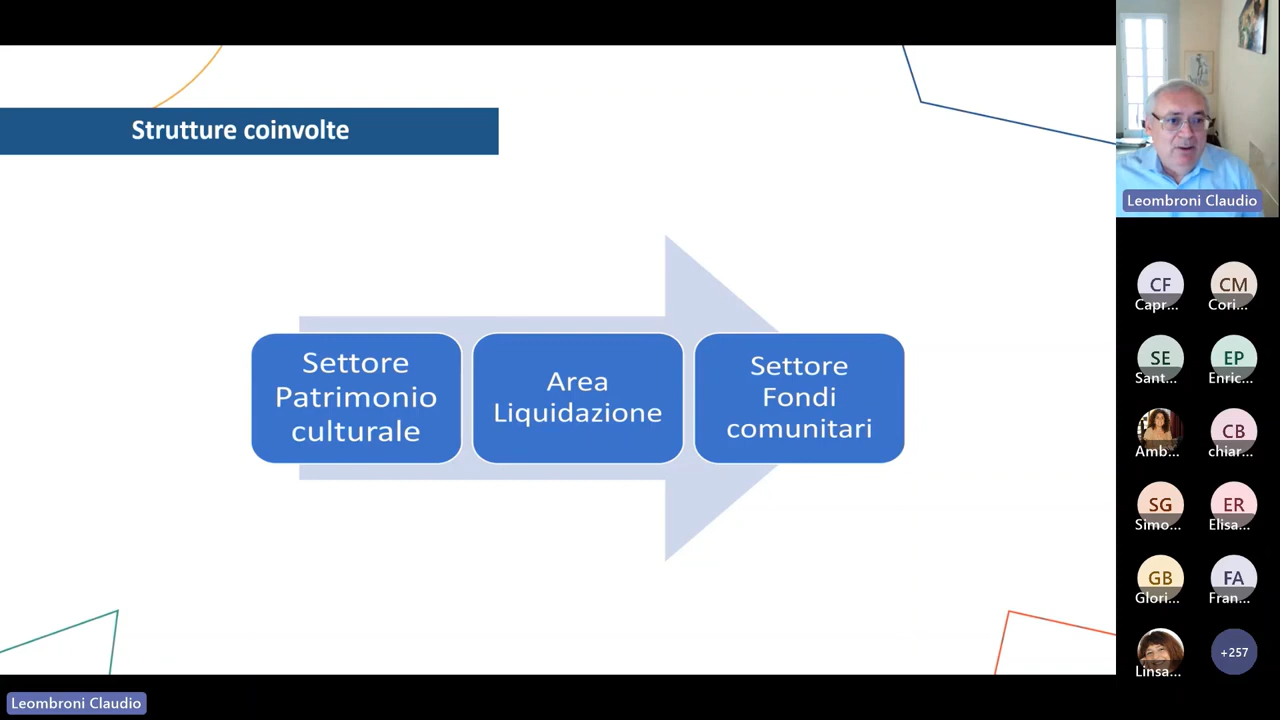 Strutture coinvolte
Settore
Patrimonio
culturale
Area
Liquidazione
Settore
Fondi
comunitari
Leombroni Claudio
CF
Capr...
CM
Cori...
SE
Sant...
EP
Enric...
Amb...
CB
chiar...
SG
Simo...
ER
Elisa...
GB
Glori...
FA
Fran...
Linsa...
+257
Leombroni Claudio